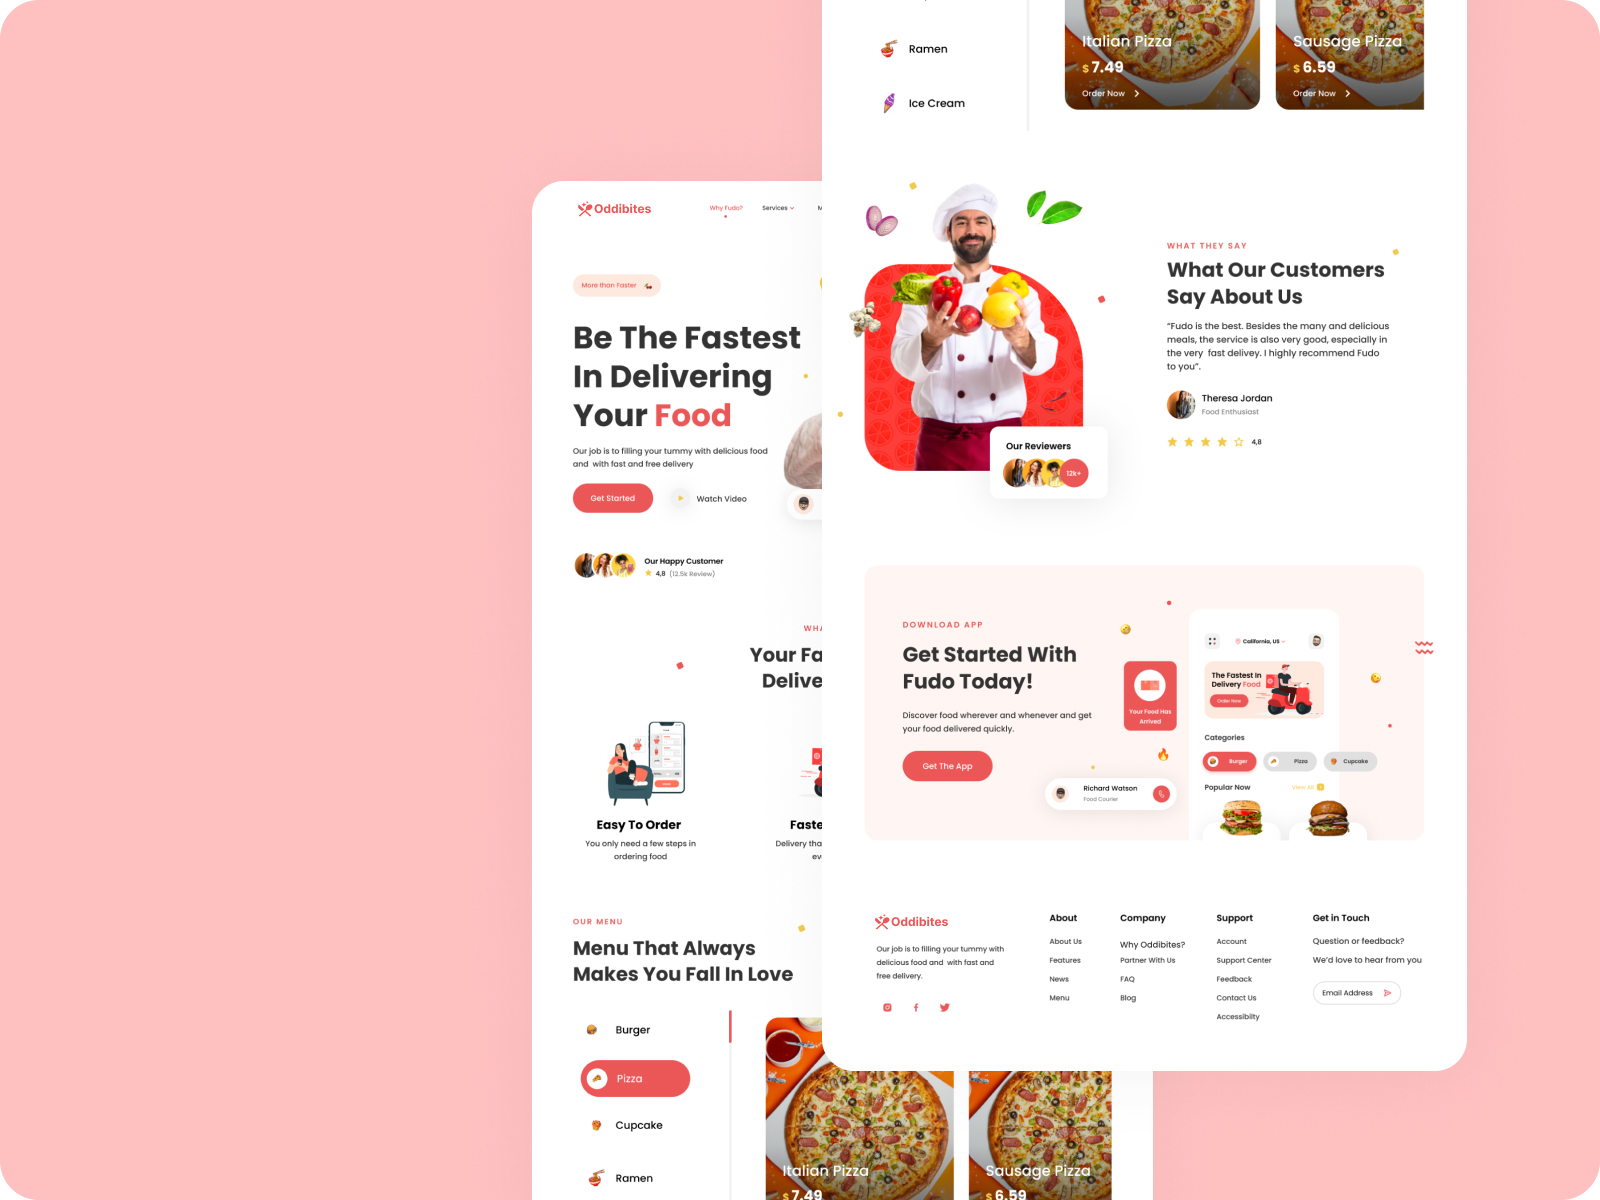 Oddibites
Why Fudo?
Services
More than Faster
Be The Fastest
In Delivering
Your Food
Our job is to filling your tummy with delicious food
and with fast and free delivery
Get Started
Watch Video
Our Happy Customer
4,8 (12.5k Review)
Your Fa
Delive
Easy To Order
You only need a few steps in
ordering food
Faste
Delivery tha
OUR MENU
Menu That Always
Makes You Fall In Love
Burger
Pizza
Cupcake
Ramen
Italian Pizza
$ 7.49
Sausage Pizza
$ 6.59
Ramen
Ice Cream
Italian Pizza
$ 7.49
Order Now
Sausage Pizza
$ 6.59
Order Now
Our Reviewers
12k+
WHAT THEY SAY
What Our Customers
Say About Us
“Fudo is the best. Besides the many and delicious
meals, the service is also very good, especially in
the very fast delivey. I highly recommend Fudo
to you”.
Theresa Jordan
Food Enthusiast
4,8
DOWNLOAD APP
Get Started With
Fudo Today!
Discover food wherever and whenever and get
your food delivered quickly.
Get The App
Your Food Has
Arrived
Richard Watson
Food Courier
California, US
The Fastest In
Delivery Food
Order Now
Categories
Burger
Pizza
Cupcake
Popular Now
View All
Oddibites
Our job is to filling your tummy with
delicious food and with fast and
free delivery.
About
About Us
Features
News
Menu
Company
Why Oddibites?
Partner With Us
FAQ
Blog
Support
Account
Support Center
Feedback
Contact Us
Accessibilty
Get in Touch
Question or feedback?
We’d love to hear from you
Email Address